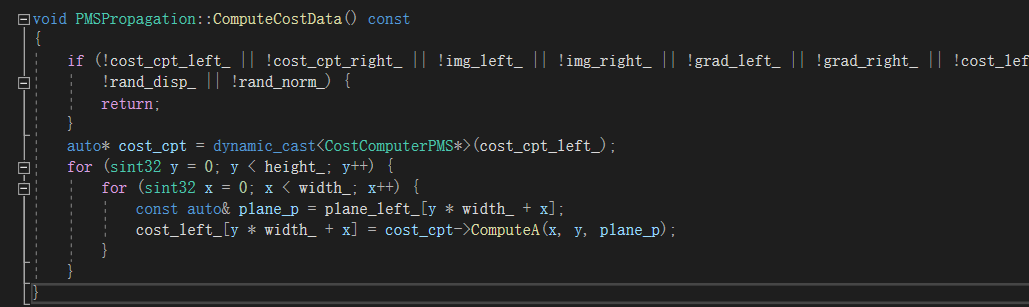 void PMSPropagation::ComputeCostData() const
{
if (!cost_cpt_left_ || !cost_cpt_right_ || !img_left_ || !img_right_ || !grad_left_ || !grad_right_ || !cost_lef
!rand_disp_ || !rand_norm_) {
return;
}
auto* cost_cpt = dynamic_cast<CostComputerPMS*>(cost_cpt_left_);
for (sint32 y = 0; y < height_; y++) {
for (sint32 x = 0; x < width_; x++) {
const auto& plane_p = plane_left_[y * width_ + x];
cost_left_[y * width_ + x] = cost_cpt->ComputeA(x, y, plane_p);
}
}
}